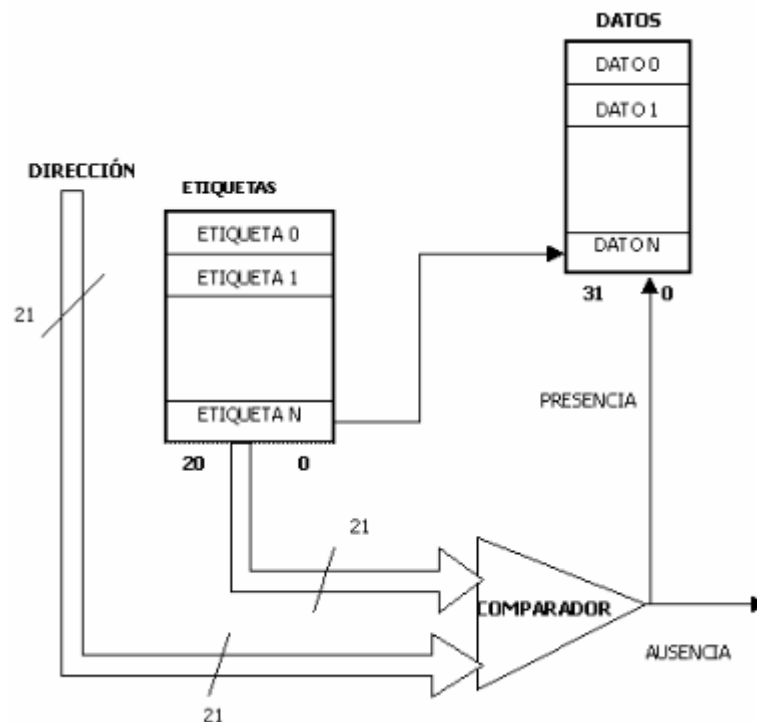 DATOS
DATO 0
DATO 1
DATO N
31 0
DIRECCIÓN
21
ETIQUETAS
ETIQUETA 0
ETIQUETA 1
ETIQUETA N
20 0
PRESENCIA
21
COMPARADOR
AUSENCIA
21